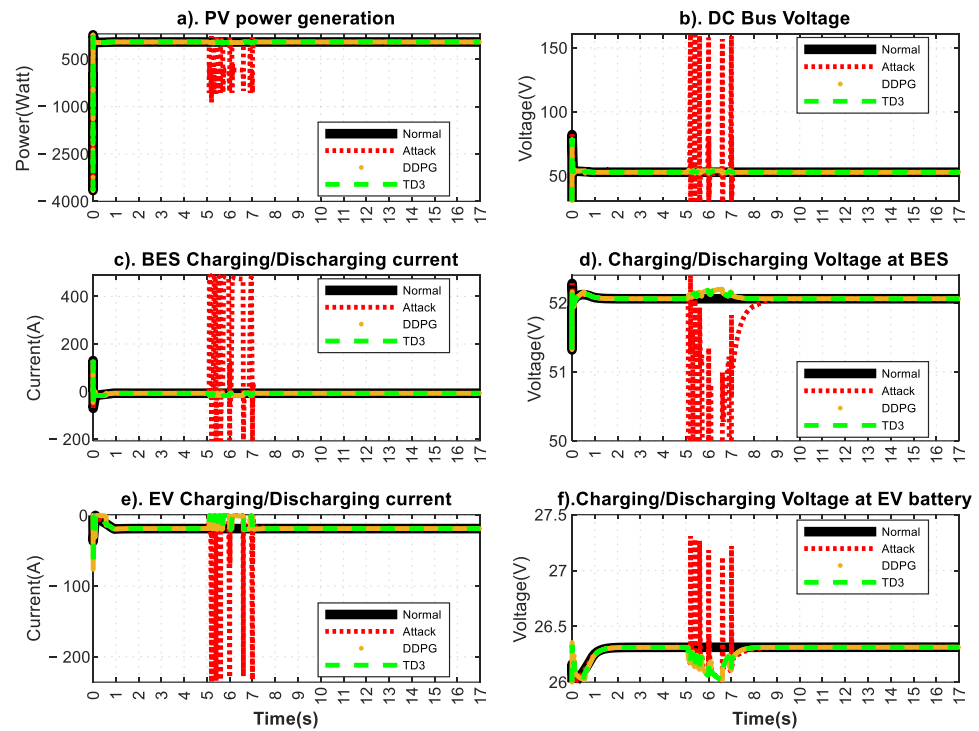 a). PV power generation
Power(Watt)
500
− 1000
− 2500
− 4000
0 1 2 3 4 5 6 7 8 9 10 11 12 13 14 15 16 17
Normal
Attack
DDPG
TD3
b). DC Bus Voltage
Voltage(V)
150
100
50
0 1 2 3 4 5 6 7 8 9 10 11 12 13 14 15 16 17
Normal
Attack
DDPG
TD3
c). BES Charging/Discharging current
Current(A)
400
200
0
− 200
0 1 2 3 4 5 6 7 8 9 10 11 12 13 14 15 16 17
Normal
Attack
DDPG
TD3
d). Charging/Discharging Voltage at BES
Voltage(V)
52
51
50
0 1 2 3 4 5 6 7 8 9 10 11 12 13 14 15 16 17
Normal
Attack
DDPG
TD3
e). EV Charging/Discharging current
Current(A)
0
− 100
− 200
0 1 2 3 4 5 6 7 8 9 10 11 12 13 14 15 16 17
Time(s)
Normal
Attack
DDPG
TD3
f).Charging/Discharging Voltage at EV battery
Voltage(V)
27.5
27
26.5
26
0 1 2 3 4 5 6 7 8 9 10 11 12 13 14 15 16 17
Time(s)
Normal
Attack
DDPG
TD3